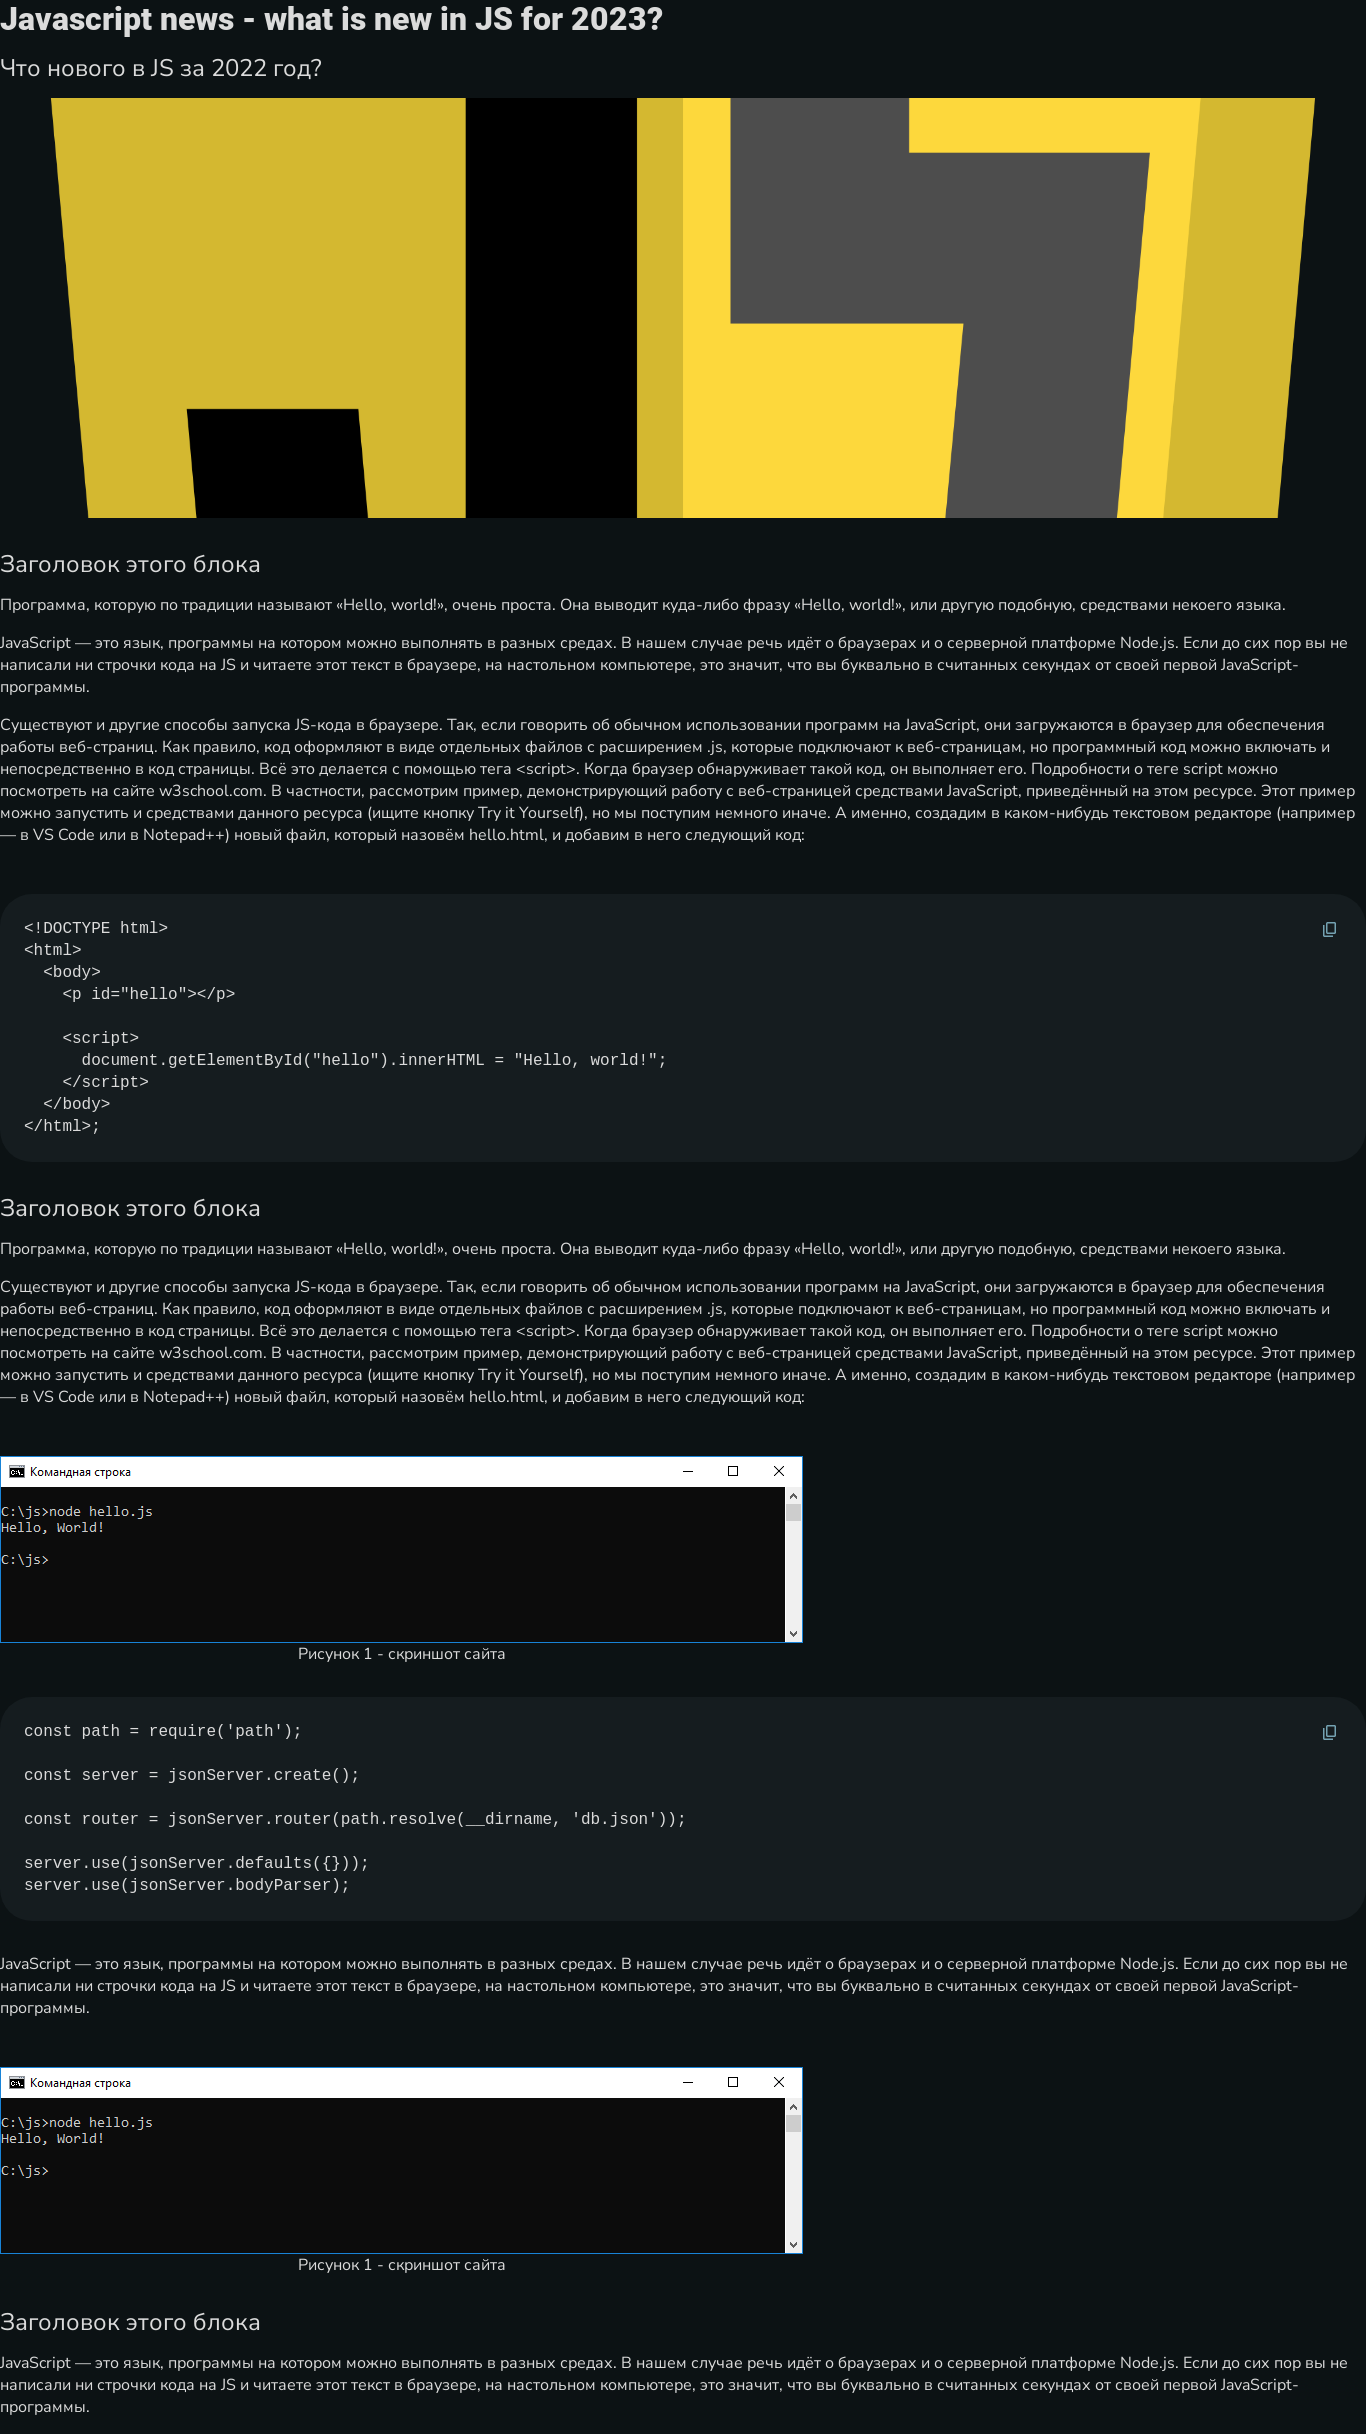 Javascript news - what is new in JS for 2023?
Что нового в JS за 2022 год?
Заголовок этого блока
Программа, которую по традиции называют «Hello, world!», очень проста. Она выводит куда-либо фразу «Hello, world!», или другую подобную, средствами некоего языка.
JavaScript — это язык, программы на котором можно выполнять в разных средах. В нашем случае речь идёт о браузерах и о серверной платформе Node.js. Если до сих пор вы не
написали ни строчки кода на JS и читаете этот текст в браузере, на настольном компьютере, это значит, что вы буквально в считанных секундах от своей первой JavaScript-
программы.
Существуют и другие способы запуска JS-кода в браузере. Так, если говорить об обычном использовании программ на JavaScript, они загружаются в браузер для обеспечения
работы веб-страниц. Как правило, код оформляют в виде отдельных файлов с расширением .js, которые подключают к веб-страницам, но программный код можно включать и
непосредственно в код страницы. Всё это делается с помощью тега <script>. Когда браузер обнаруживает такой код, он выполняет его. Подробности о теге script можно
посмотреть на сайте w3school.com. В частности, рассмотрим пример, демонстрирующий работу с веб-страницей средствами JavaScript, приведённый на этом ресурсе. Этот пример
можно запустить и средствами данного ресурса (ищите кнопку Try it Yourself), но мы поступим немного иначе. А именно, создадим в каком-нибудь текстовом редакторе (например
— в VS Code или в Notepad++) новый файл, который назовём hello.html, и добавим в него следующий код:
<!DOCTYPE html>
<html>
  <body>
    <p id="hello"></p>
    <script>
      document.getElementById("hello").innerHTML = "Hello, world!";
    </script>
  </body>
</html>;
Заголовок этого блока
Программа, которую по традиции называют «Hello, world!», очень проста. Она выводит куда-либо фразу «Hello, world!», или другую подобную, средствами некоего языка.
Существуют и другие способы запуска JS-кода в браузере. Так, если говорить об обычном использовании программ на JavaScript, они загружаются в браузер для обеспечения
работы веб-страниц. Как правило, код оформляют в виде отдельных файлов с расширением .js, которые подключают к веб-страницам, но программный код можно включать и
непосредственно в код страницы. Всё это делается с помощью тега <script>. Когда браузер обнаруживает такой код, он выполняет его. Подробности о теге script можно
посмотреть на сайте w3school.com. В частности, рассмотрим пример, демонстрирующий работу с веб-страницей средствами JavaScript, приведённый на этом ресурсе. Этот пример
можно запустить и средствами данного ресурса (ищите кнопку Try it Yourself), но мы поступим немного иначе. А именно, создадим в каком-нибудь текстовом редакторе (например
— в VS Code или в Notepad++) новый файл, который назовём hello.html, и добавим в него следующий код:
Командная строка
C:\js>node hello.js
Hello, World!
C:\js>
Рисунок 1 - скриншот сайта
const path = require('path');
const server = jsonServer.create();
const router = jsonServer.router(path.resolve(__dirname, 'db.json'));
server.use(jsonServer.defaults({}));
server.use(jsonServer.bodyParser);
JavaScript — это язык, программы на котором можно выполнять в разных средах. В нашем случае речь идёт о браузерах и о серверной платформе Node.js. Если до сих пор вы не
написали ни строчки кода на JS и читаете этот текст в браузере, на настольном компьютере, это значит, что вы буквально в считанных секундах от своей первой JavaScript-
программы.
Командная строка
C:\js>node hello.js
Hello, World!
C:\js>
Рисунок 1 - скриншот сайта
Заголовок этого блока
JavaScript — это язык, программы на котором можно выполнять в разных средах. В нашем случае речь идёт о браузерах и о серверной платформе Node.js. Если до сих пор вы не
написали ни строчки кода на JS и читаете этот текст в браузере, на настольном компьютере, это значит, что вы буквально в считанных секундах от своей первой JavaScript-
программы.